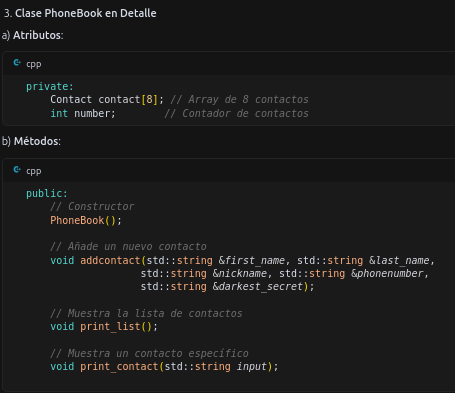 3. Clase PhoneBook en Detalle
a) Atributos:
cpp
private:
    Contact contact[8]; // Array de 8 contactos
    int number;        // Contador de contactos
b) Métodos:
cpp
public:
    // Constructor
    PhoneBook();
    // Añade un nuevo contacto
    void addcontact(std::string &first_name, std::string &last_name,
                   std::string &nickname, std::string &phonenumber,
                   std::string &darkest_secret);
    // Muestra la lista de contactos
    void print_list();
    // Muestra un contacto específico
    void print_contact(std::string input);